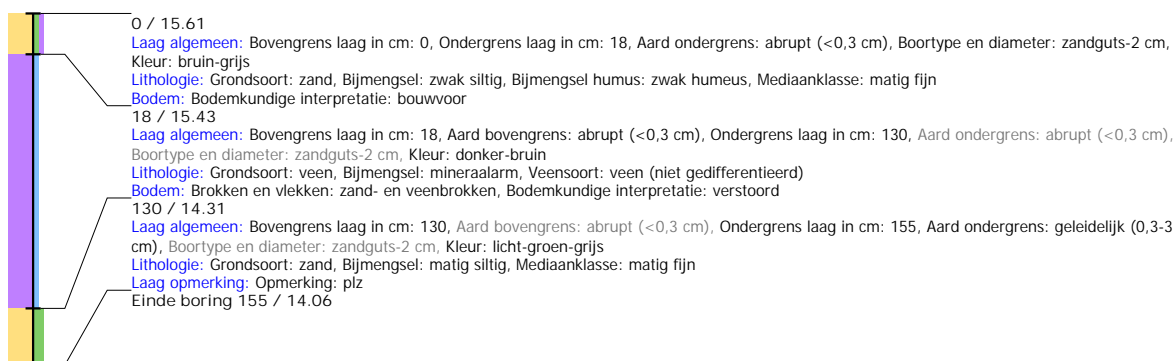 0 / 15.61
Laag algemeen: Bovengrens laag in cm: 0, Ondergrens laag in cm: 18, Aard ondergrens: abrupt (<0,3 cm), Boortype en diameter: zandguts-2 cm,
Kleur: bruin-grijs
Lithologie: Grondsoort: zand, Bijmengsel: zwak siltig, Bijmengsel humus: zwak humeus, Mediaanklasse: matig fijn
Bodem: Bodemkundige interpretatie: bouwvoor
18 / 15.43
Laag algemeen: Bovengrens laag in cm: 18, Aard bovengrens: abrupt (<0,3 cm), Ondergrens laag in cm: 130, Aard ondergrens: abrupt (<0,3 cm),
Boortype en diameter: zandguts-2 cm, Kleur: donker-bruin
Lithologie: Grondsoort: veen, Bijmengsel: mineraalarm, Veensoort: veen (niet gedifferentieerd)
Bodem: Brokken en vlekken: zand- en veenbrokken, Bodemkundige interpretatie: verstoord
130 / 14.31
Laag algemeen: Bovengrens laag in cm: 130, Aard bovengrens: abrupt (<0,3 cm), Ondergrens laag in cm: 155, Aard ondergrens: geleidelijk (0,3-3
cm), Boortype en diameter: zandguts-2 cm, Kleur: licht-groen-grijs
Lithologie: Grondsoort: zand, Bijmengsel: matig siltig, Mediaanklasse: matig fijn
Laag opmerking: Opmerking: plz
Einde boring 155 / 14.06